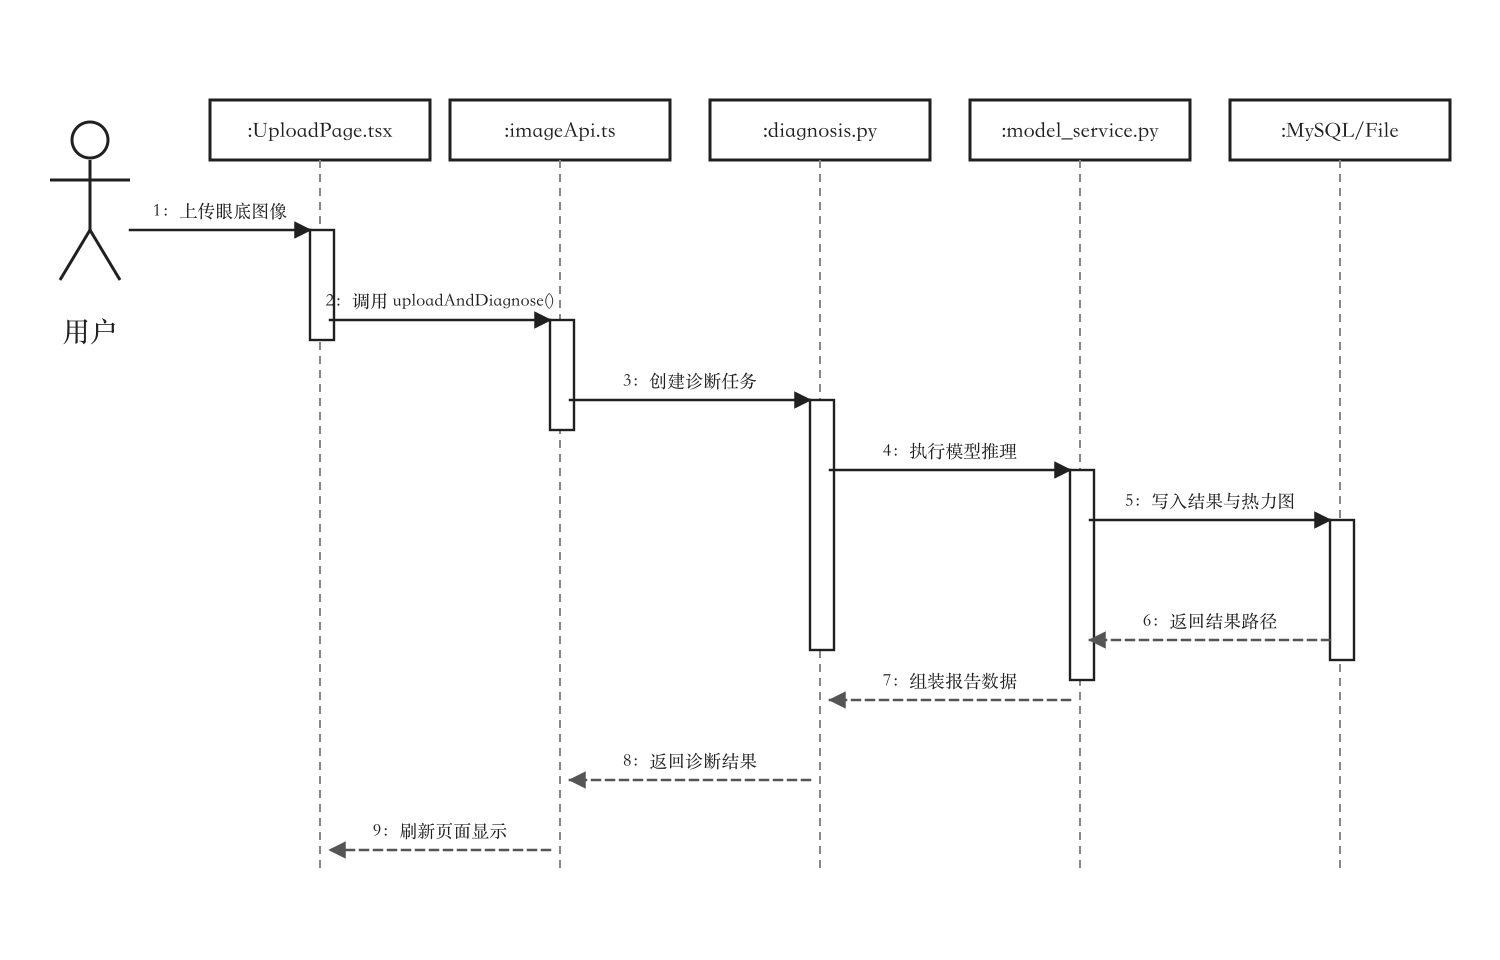 :UploadPage.tsx
:imageApi.ts
:diagnosis.py
:model_service.py
:MySQL/File
用户
1: 上传眼底图像
2: 调用 uploadAndDiagnose()
3: 创建诊断任务
4: 执行模型推理
5: 写入结果与热力图
6: 返回结果路径
7: 组装报告数据
8: 返回诊断结果
9: 刷新页面显示